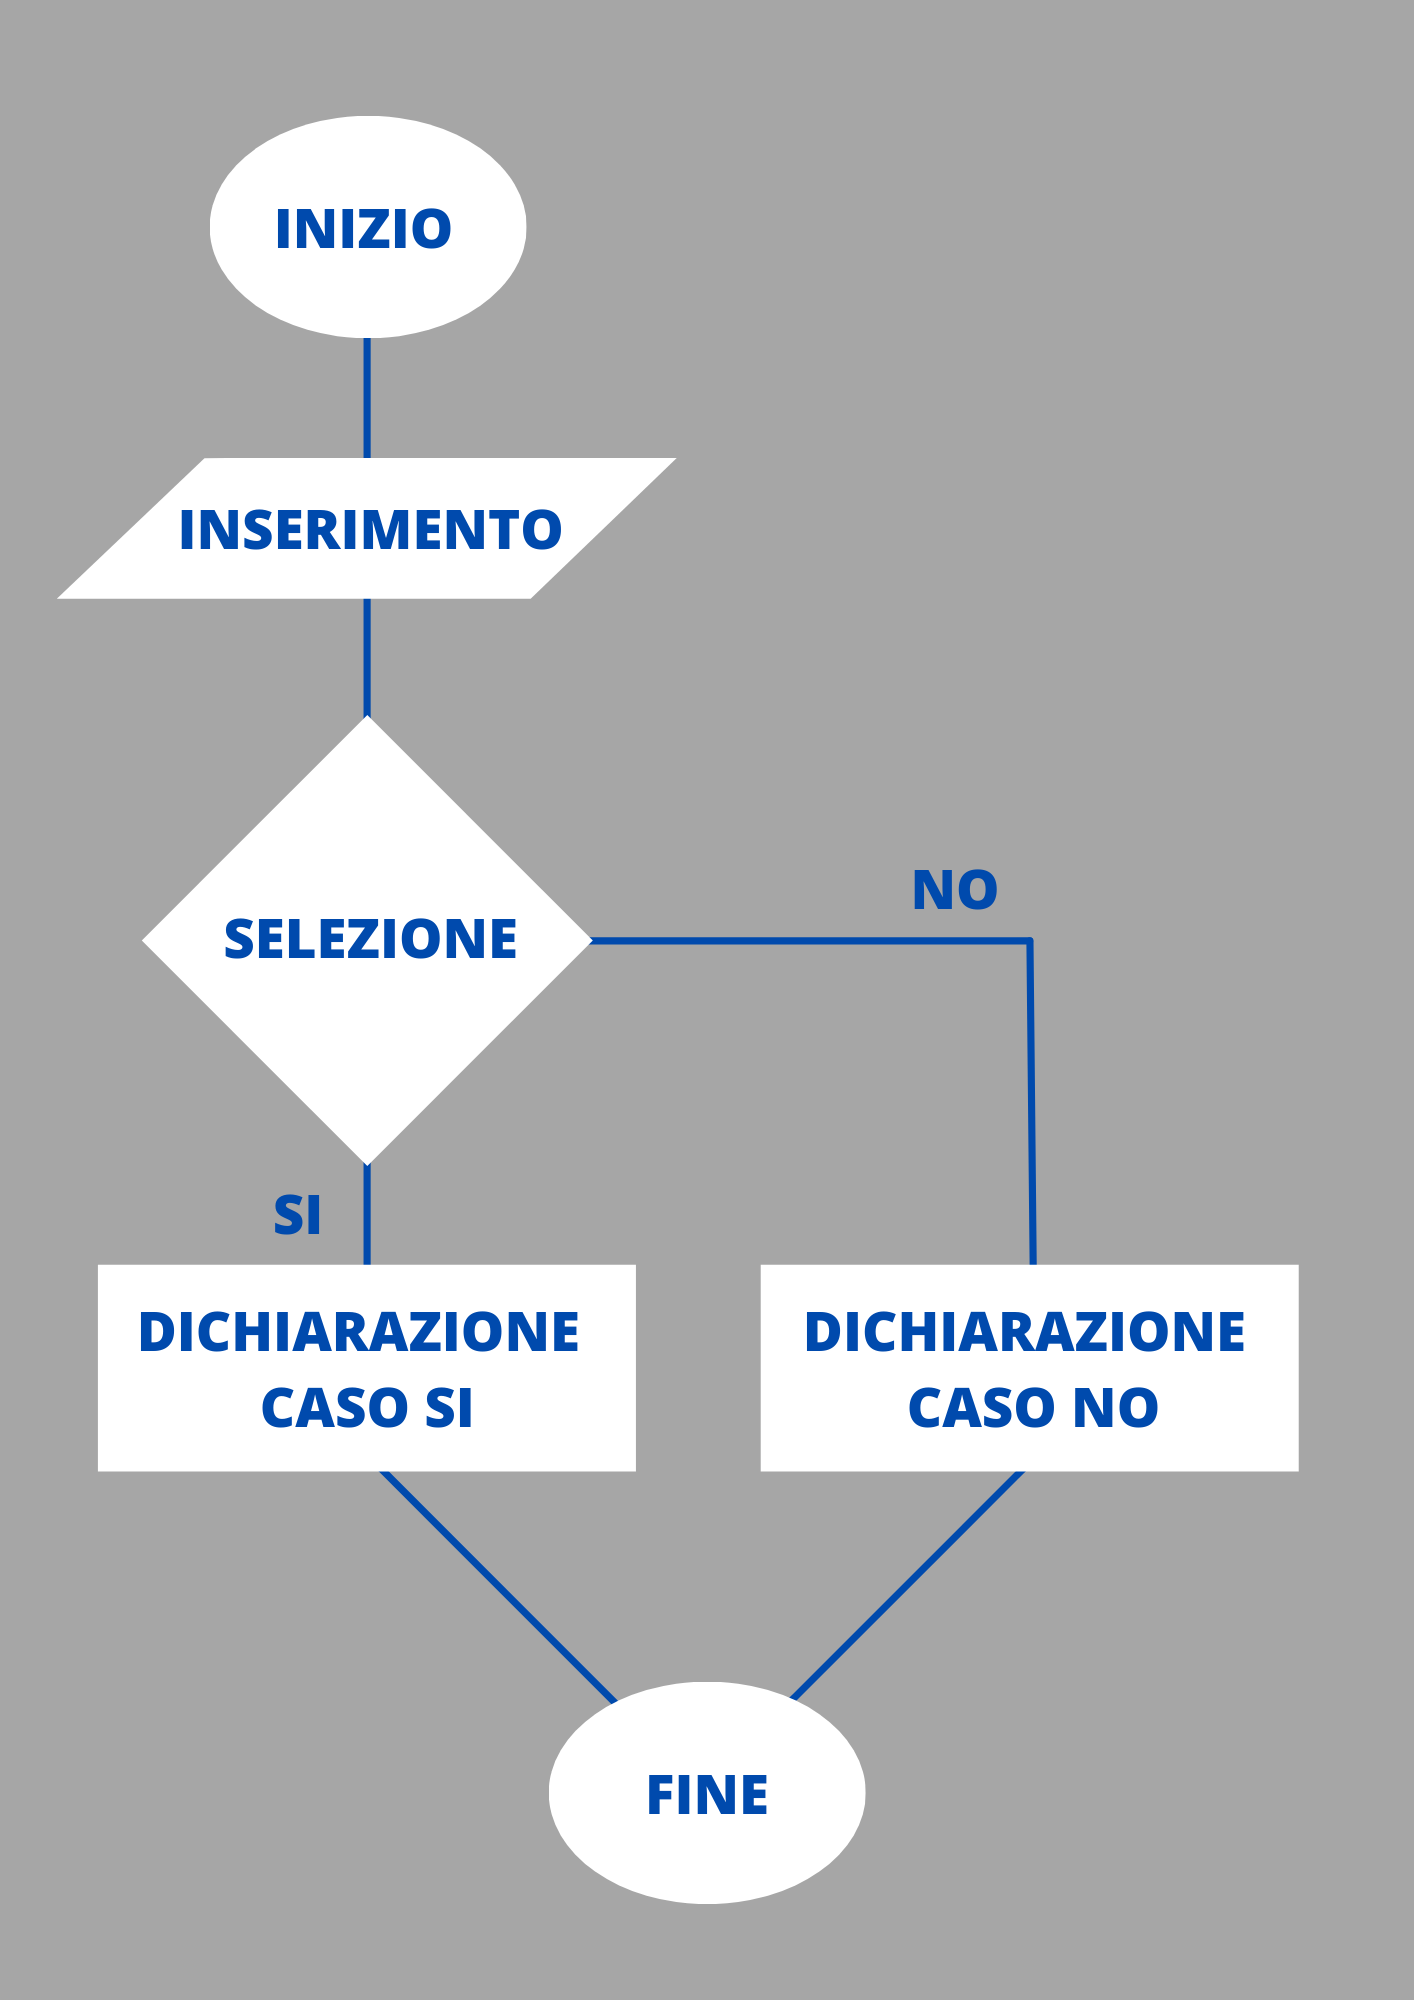 INIZIO
INSERIMENTO
SELEZIONE
NO
SI
DICHIARAZIONE
CASO SI
DICHIARAZIONE
CASO NO
FINE